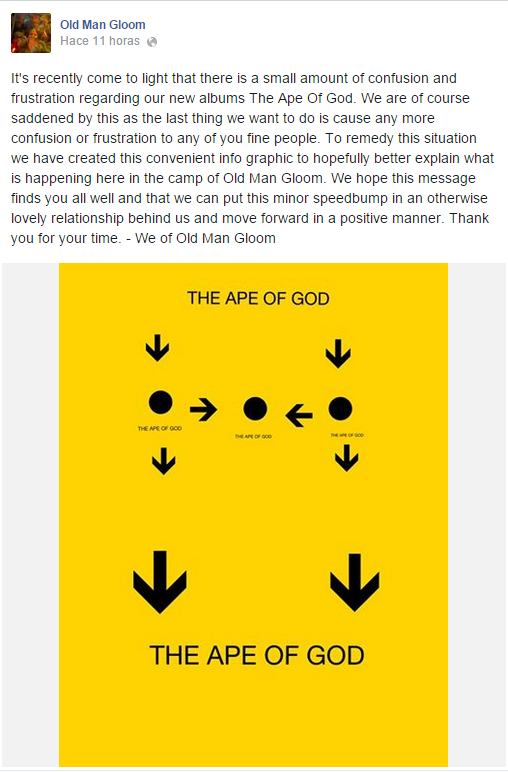 Old Man Gloom
Hace 11 horas
It's recently come to light that there is a small amount of confusion and
frustration regarding our new albums The Ape Of God. We are of course
saddened by this as the last thing we want to do is cause any more
confusion or frustration to any of you fine people. To remedy this situation
we have created this convenient info graphic to hopefully better explain what
is happening here in the camp of Old Man Gloom. We hope this message
finds you all well and that we can put this minor speedbump in an otherwise
lovely relationship behind us and move forward in a positive manner. Thank
you for your time. - We of Old Man Gloom
THE APE OF GOD
THE APE OF GOD
THE APE OF GOD
THE APE OF GOD
THE APE OF GOD